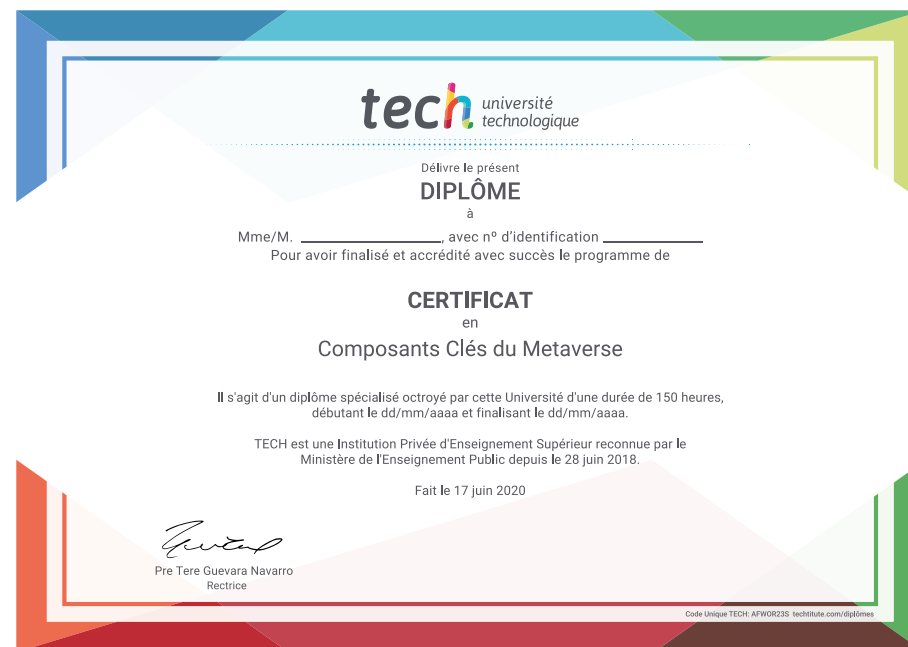 tech université
technologique
Délivre le présent
DIPLÔME
à
Mme/M. ____________________, avec nº d'identification ______________
Pour avoir finalisé et accrédité avec succès le programme de
CERTIFICAT
en
Composants Clés du Metaverse
Il s'agit d'un diplôme spécialisé octroyé par cette Université d'une durée de 150 heures,
débutant le dd/mm/aaaa et finalisant le dd/mm/aaaa.
TECH est une Institution Privée d'Enseignement Supérieur reconnue par le
Ministère de l'Enseignement Public depuis le 28 juin 2018.
Fait le 17 juin 2020
Pre Tere Guevara Navarro
Rectrice
Code Unique TECH: AFWOR23S techtitute.com/diplômes